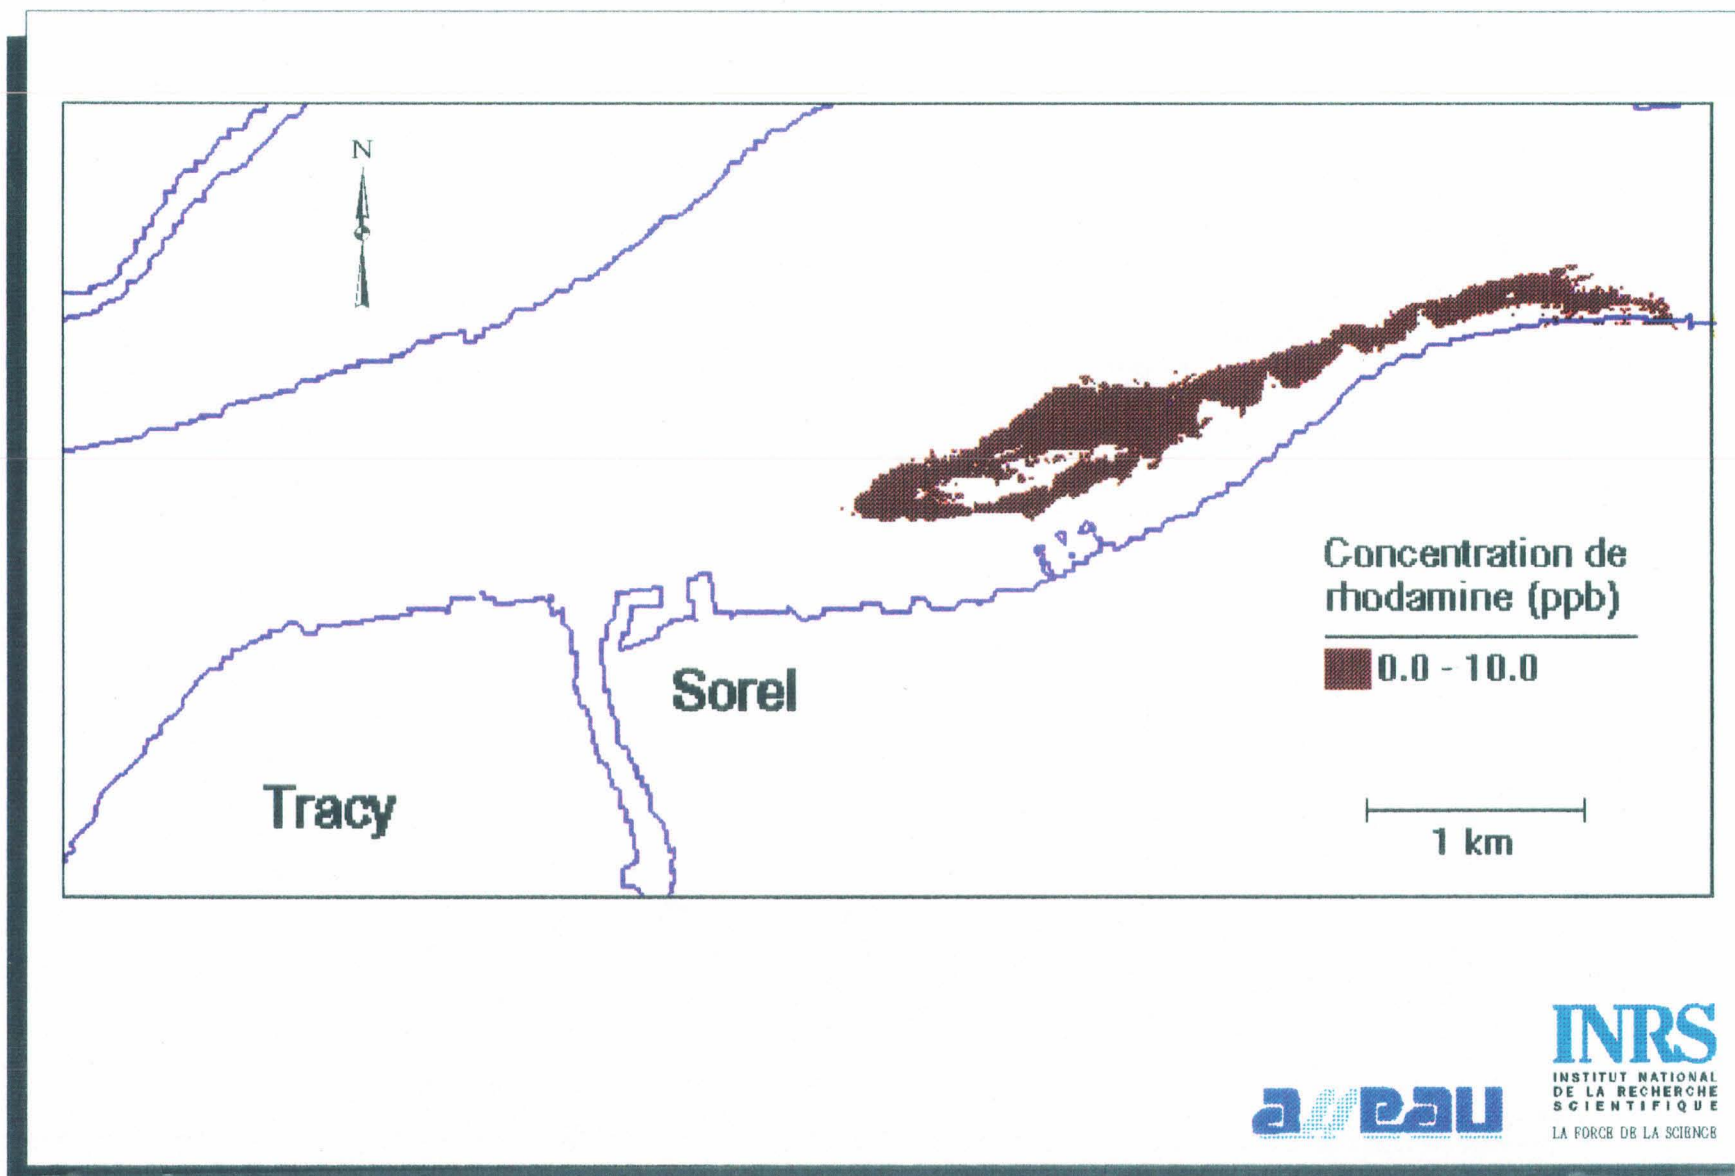 N
Concentration de
rhodamine (ppb)
0.0 - 10.0
Sorel
Tracy
1 km
INRS
INSTITUT NATIONAL
DE LA RECHERCHE
SCIENTIFIQUE
LA FORCE DE LA SCIENCE
eau